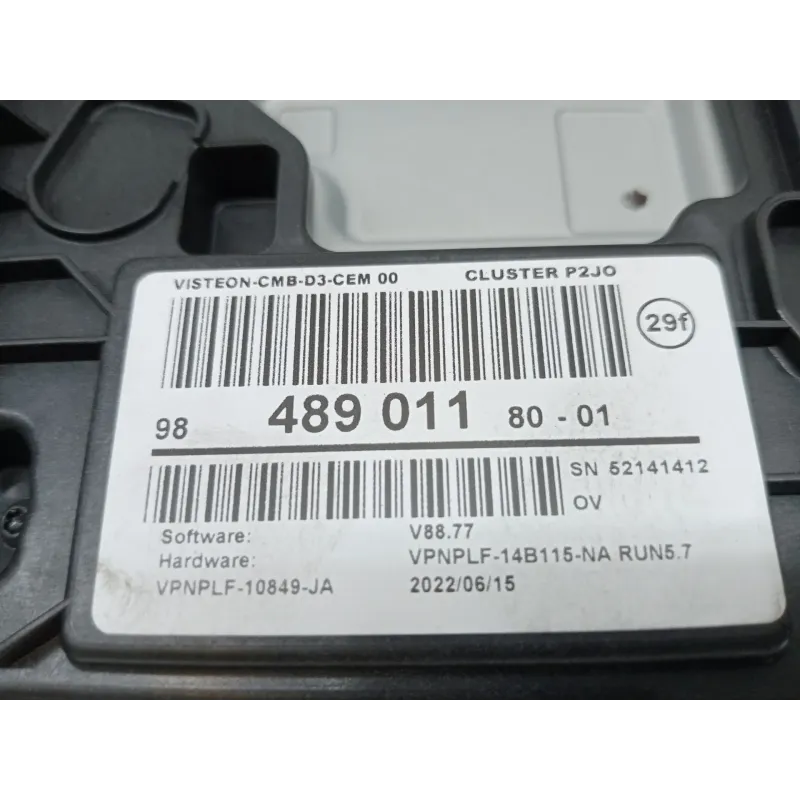 VISTEON-CMB-D3-CEM 00 CLUSTER P2JO
29f
98 489 011 80 - 01
SN 52141412
OV
Software: V88.77
Hardware: VPNPLF-14B115-NA RUN5.7
VPNPLF-10849-JA 2022/06/15